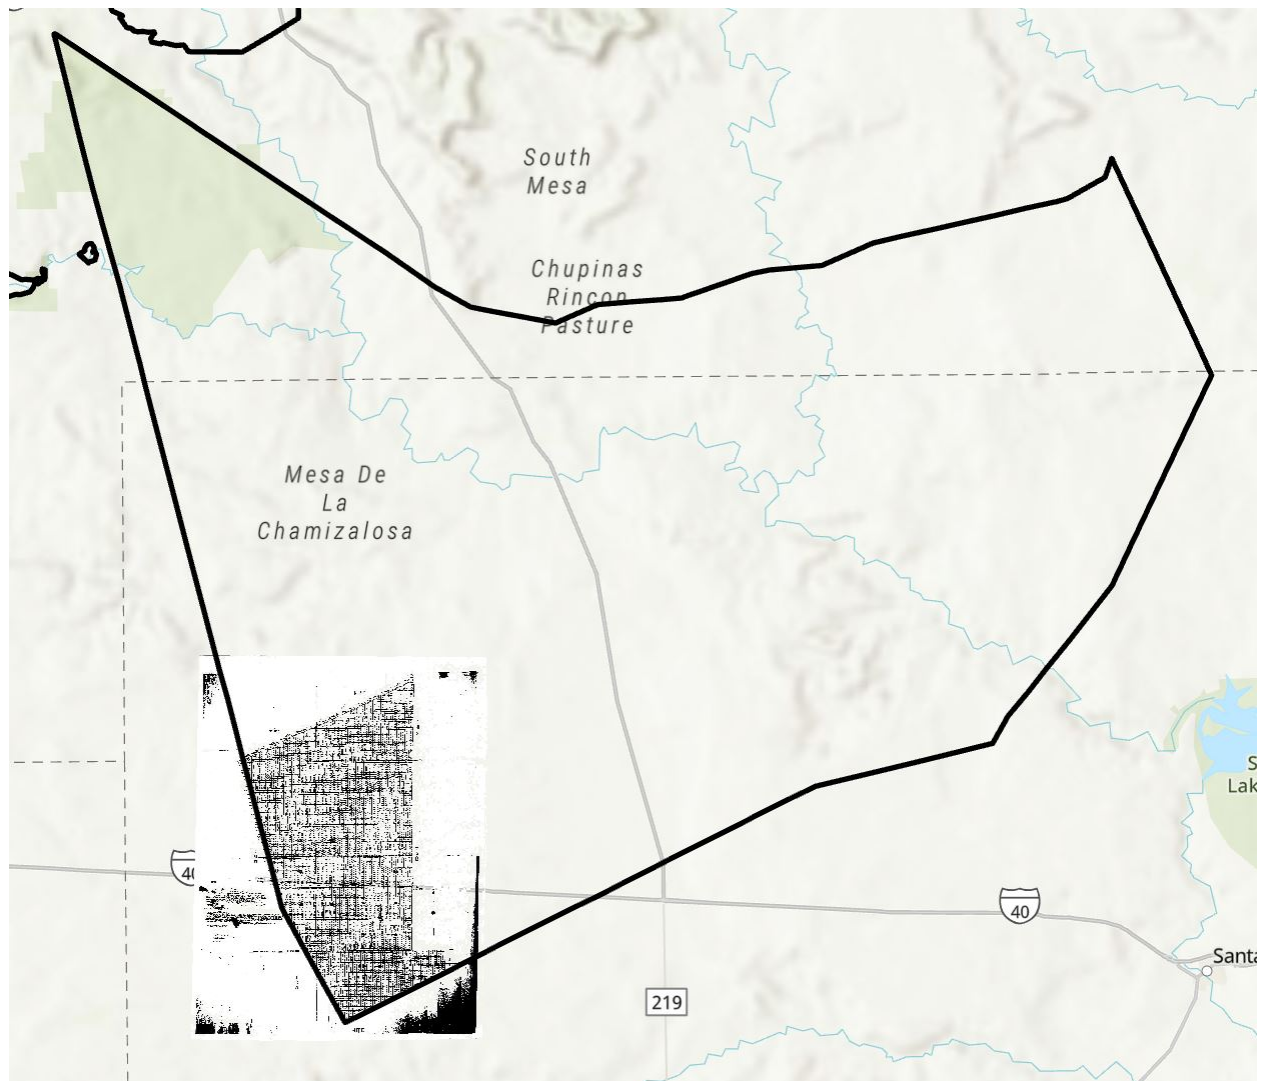 South
Mesa
Chupinas
Rincon
Pasture
Mesa De
La
Chamizalosa
S
Lak
40
40
Santa
219